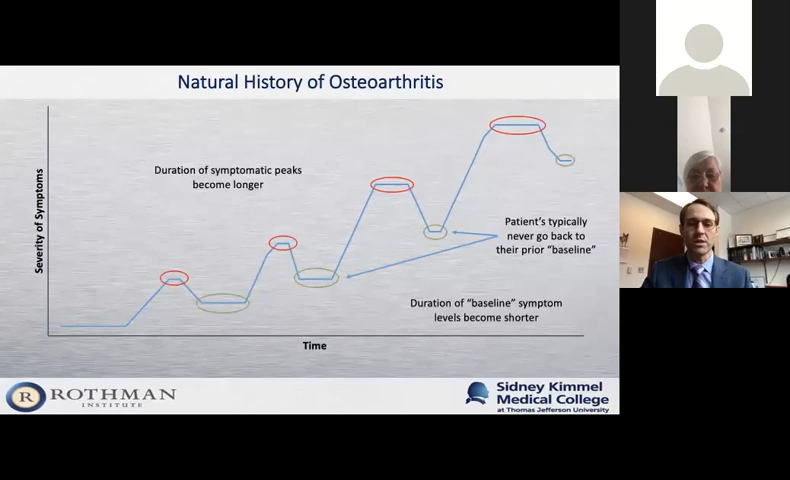 Natural History of Osteoarthritis
Severity of Symptoms
Duration of symptomatic peaks
become longer
Patient's typically
never go back to
their prior "baseline"
Duration of "baseline" symptom
levels become shorter
Time
R ROTHMAN
INSTITUTE
Sidney Kimmel
Medical College
at Thomas Jefferson University